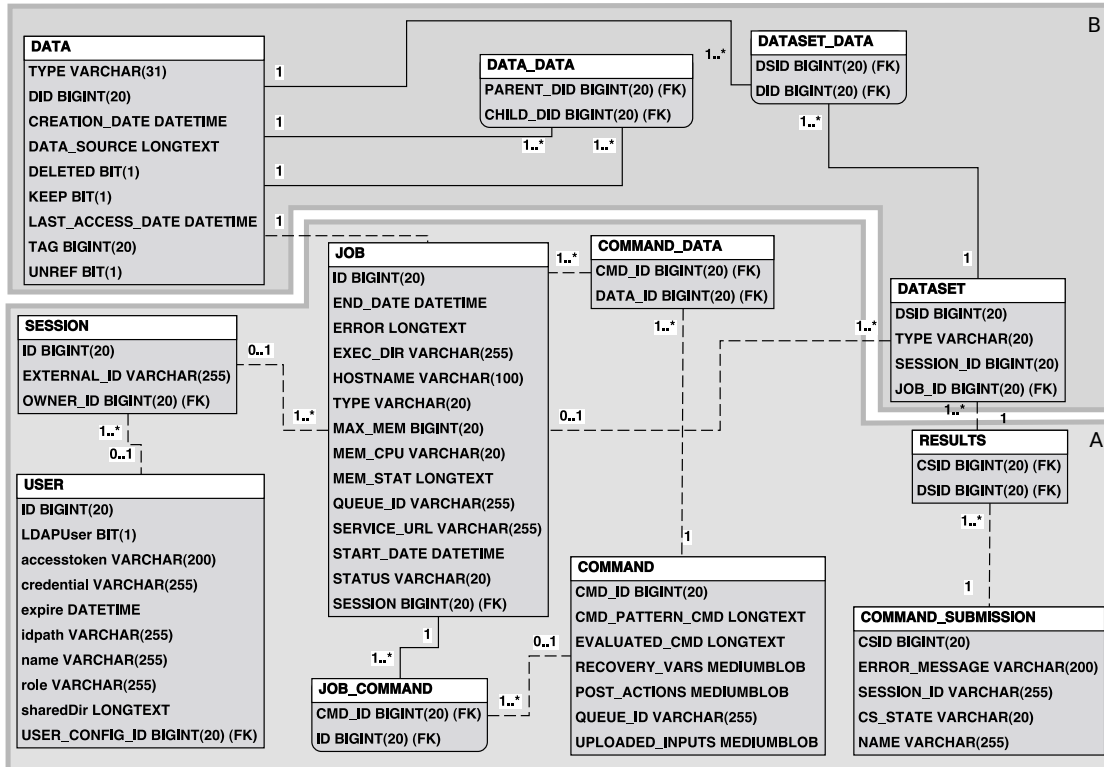 B
DATA
TYPE VARCHAR(31)
DID BIGINT(20)
CREATION_DATE DATETIME
DATA_SOURCE LONGTEXT
DELETED BIT(1)
KEEP BIT(1)
LAST_ACCESS_DATE DATETIME
TAG BIGINT(20)
UNREF BIT(1)
1
1
1
1
DATA_DATA
PARENT_DID BIGINT(20) (FK)
CHILD_DID BIGINT(20) (FK)
1..*
1..*
1..*
DATASET_DATA
DSID BIGINT(20) (FK)
DID BIGINT(20) (FK)
1..*
1
DATASET
DSID BIGINT(20)
TYPE VARCHAR(20)
SESSION_ID BIGINT(20)
JOB_ID BIGINT(20) (FK)
1..*
1..*
1
A
JOB
ID BIGINT(20)
END_DATE DATETIME
ERROR LONGTEXT
EXEC_DIR VARCHAR(255)
HOSTNAME VARCHAR(100)
TYPE VARCHAR(20)
MAX_MEM BIGINT(20)
MEM_CPU VARCHAR(20)
MEM_STAT LONGTEXT
QUEUE_ID VARCHAR(255)
SERVICE_URL VARCHAR(255)
START_DATE DATETIME
STATUS VARCHAR(20)
SESSION BIGINT(20) (FK)
1..*
0..1
COMMAND_DATA
CMD_ID BIGINT(20) (FK)
DATA_ID BIGINT(20) (FK)
1..*
1
SESSION
ID BIGINT(20)
EXTERNAL_ID VARCHAR(255)
OWNER_ID BIGINT(20) (FK)
0..1
1..*
1..*
0..1
USER
ID BIGINT(20)
LDAPUser BIT(1)
accesstoken VARCHAR(200)
credential VARCHAR(255)
expire DATETIME
idpath VARCHAR(255)
name VARCHAR(255)
role VARCHAR(255)
sharedDir LONGTEXT
USER_CONFIG_ID BIGINT(20) (FK)
1
1..*
JOB_COMMAND
CMD_ID BIGINT(20) (FK)
ID BIGINT(20) (FK)
1..*
0..1
COMMAND
CMD_ID BIGINT(20)
CMD_PATTERN_CMD LONGTEXT
EVALUATED_CMD LONGTEXT
RECOVERY_VARS MEDIUMBLOB
POST_ACTIONS MEDIUMBLOB
QUEUE_ID VARCHAR(255)
UPLOADED_INPUTS MEDIUMBLOB
RESULTS
CSID BIGINT(20) (FK)
DSID BIGINT(20) (FK)
1..*
1
COMMAND_SUBMISSION
CSID BIGINT(20)
ERROR_MESSAGE VARCHAR(200)
SESSION_ID VARCHAR(255)
CS_STATE VARCHAR(20)
NAME VARCHAR(255)